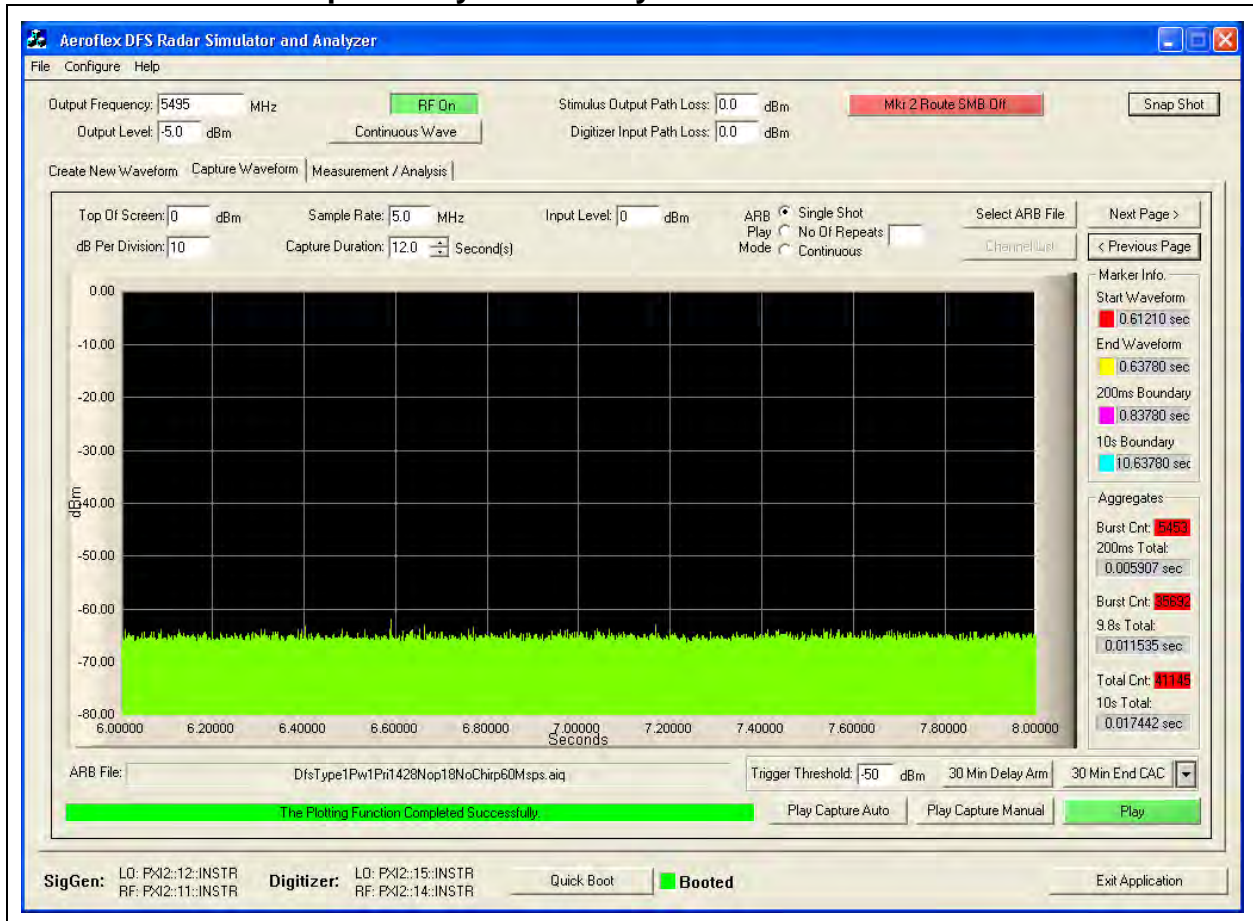 Aeroflex DFS Radar Simulator and Analyzer
File Configure Help
Output Frequency: 5495 MHz
RF On
Stimulus Output Path Loss: 0.0 dBm
Mkr 2 Route SMB Off
Snap Shot
Output Level: -5.0 dBm
Continuous Wave
Digitizer Input Path Loss: 0.0 dBm
Create New Waveform Capture Waveform Measurement / Analysis
Top Of Screen: 0 dBm
Sample Rate: 5.0 MHz
Input Level: 0 dBm
ARB Play Mode
Single Shot
No Of Repeats
Continuous
Select ARB File
Next Page >
dB Per Division: 10
Capture Duration: 12.0 Second(s)
Channel List
< Previous Page
0.00
-10.00
-20.00
-30.00
-40.00
-50.00
-60.00
-70.00
-80.00
dBm
6.00000 6.20000 6.40000 6.60000 6.80000 7.00000 7.20000 7.40000 7.60000 7.80000 8.00000
Seconds
Marker Info.
Start Waveform
0.61210 sec
End Waveform
0.63780 sec
200ms Boundary
0.83780 sec
10s Boundary
10.63780 sec
Aggregates
Burst Cnt: 5453
200ms Total:
0.005907 sec
Burst Cnt: 35692
9.8s Total:
0.011535 sec
Total Cnt: 41145
10s Total:
0.017442 sec
ARB File: DfsType1Pw1Pri1428Nop18NoChirp60Msps.aiq
Trigger Threshold: -50 dBm
30 Min Delay Arm
30 Min End CAC
The Plotting Function Completed Successfully.
Play Capture Auto
Play Capture Manual
Play
SigGen: LO: PXI2::12::INSTR
RF: PXI2::11::INSTR
Digitizer: LO: PXI2::15::INSTR
RF: PXI2::14::INSTR
Quick Boot
Booted
Exit Application